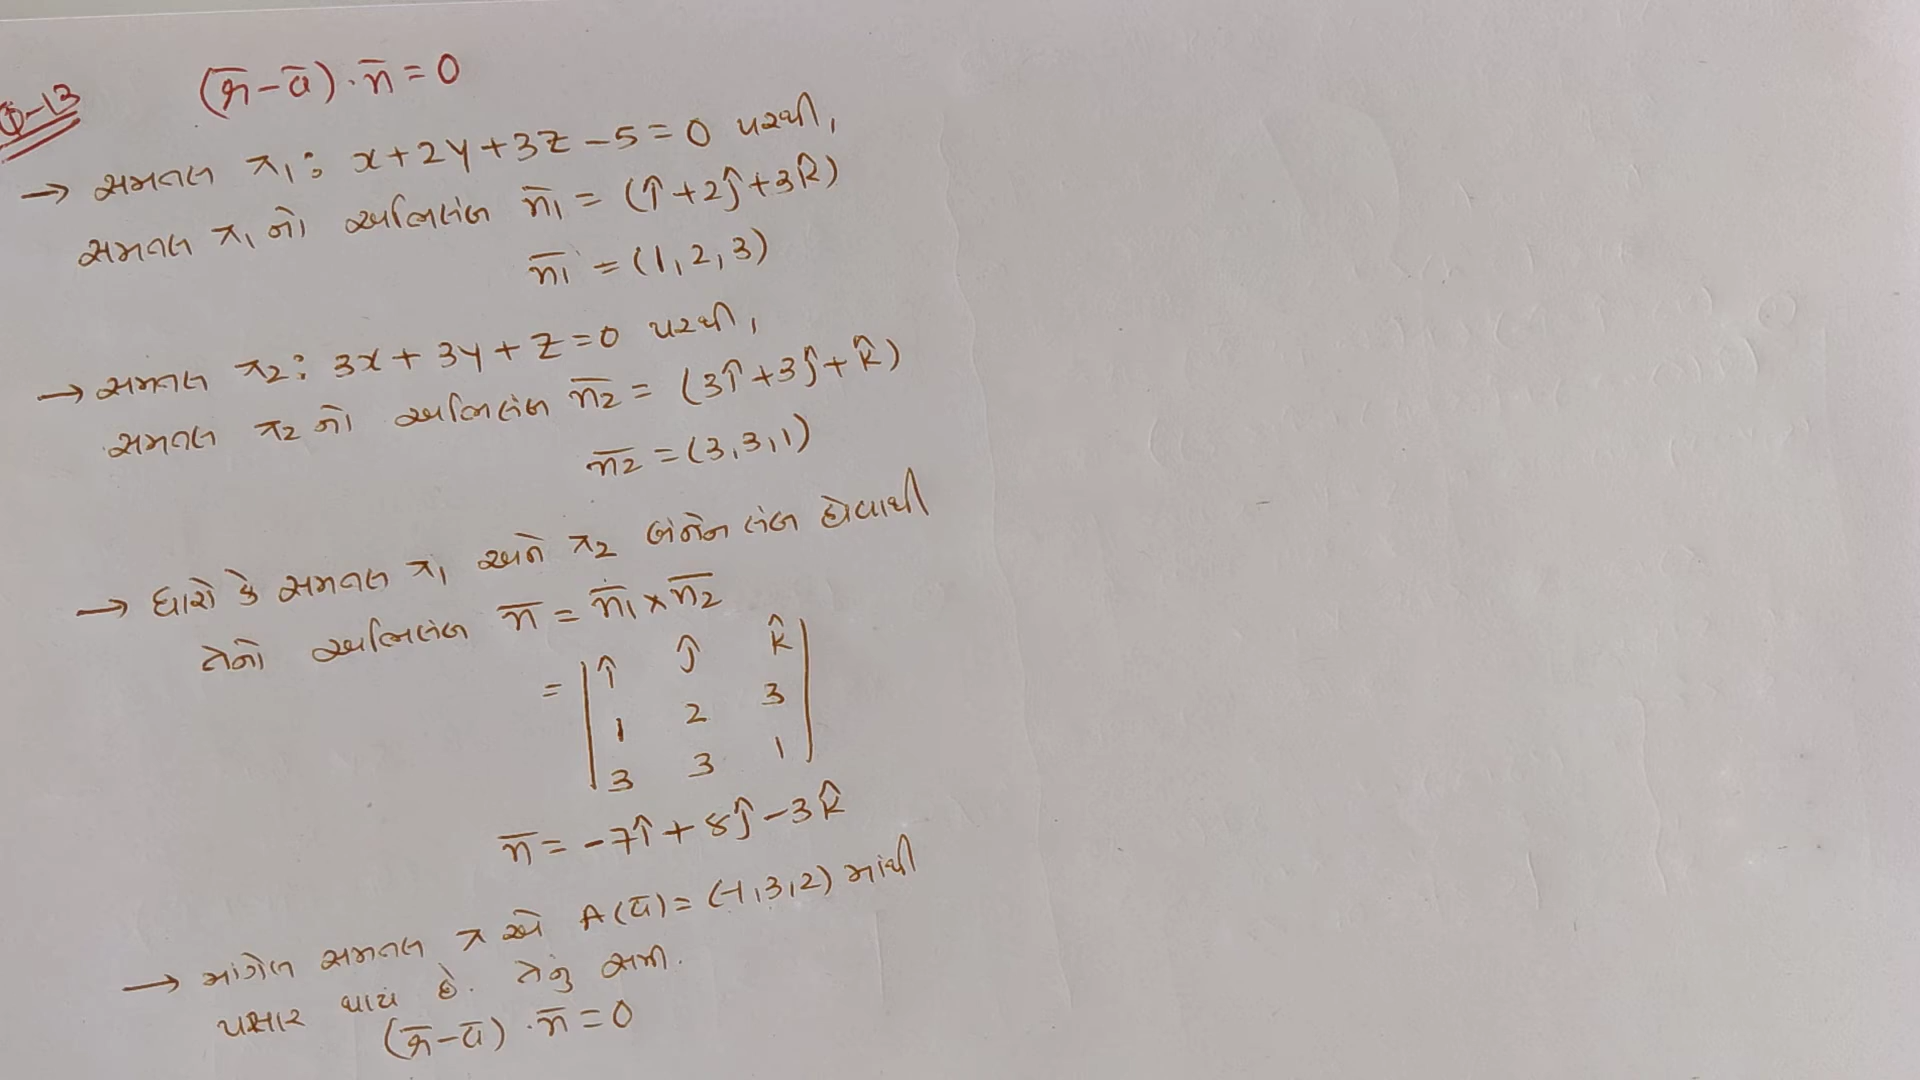 Q-13 (r̄-ā).n̄=0
→ સમતલ π₁: x+2y+3z-5=0 પરથી,
સમતલ π₁નો અભિલંબ n̄₁ = (î+2ĵ+3k̂)
n̄₁ = (1,2,3)
→ સમતલ π₂: 3x+3y+z=0 પરથી,
સમતલ π₂નો અભિલંબ n̄₂ = (3î+3ĵ+k̂)
n̄₂ = (3,3,1)
→ ધારો કે સમતલ π₁ અને π₂ બંનેને લંબ હોવાથી
તેનો અભિલંબ n̄ = n̄₁×n̄₂
= | î ĵ k̂ |
| 1 2 3 |
| 3 3 1 |
n̄ = -7î+8ĵ-3k̂
→ માંગેલ સમતલ π એ A(ā) = (-1,3,2) માંથી
પસાર થાય છે. તેનું સમી.
(r̄-ā).n̄=0